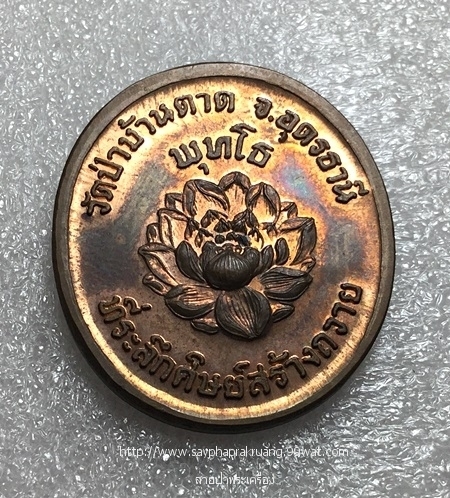 วัดป่าบ้านตาด จ.อุดรธานี
พุทโธ
ที่ระลึกศิษย์สร้างถวาย
http://www.sayphaprakruang.99wat.com
สายป่าพระเครื่อง